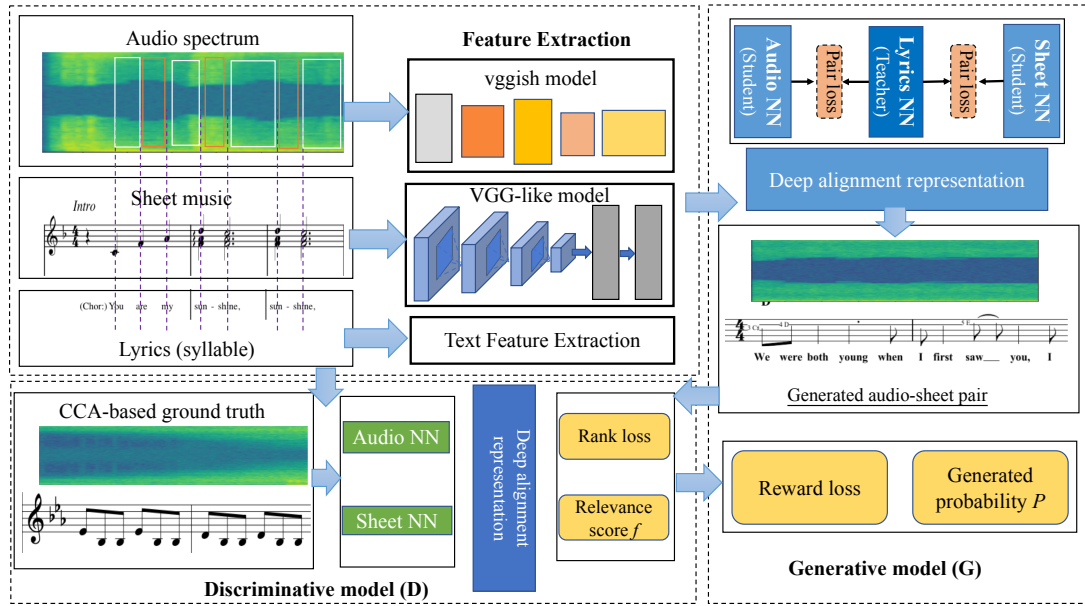 Audio spectrum
Feature Extraction
vggish model
Sheet music
Intro
VGG-like model
(Chor:) You are my sun - shine, sun - shine,
Lyrics (syllable)
Text Feature Extraction
Audio NN
(Student)
Pair loss
Lyrics NN
(Teacher)
Pair loss
Sheet NN
(Student)
Deep alignment representation
D
4
4
We were both young when I first saw___ you, I
Generated audio-sheet pair
CCA-based ground truth
Audio NN
Sheet NN
Deep alignment
representation
Rank loss
Relevance
score f
Discriminative model (D)
Reward loss
Generated
probability P
Generative model (G)